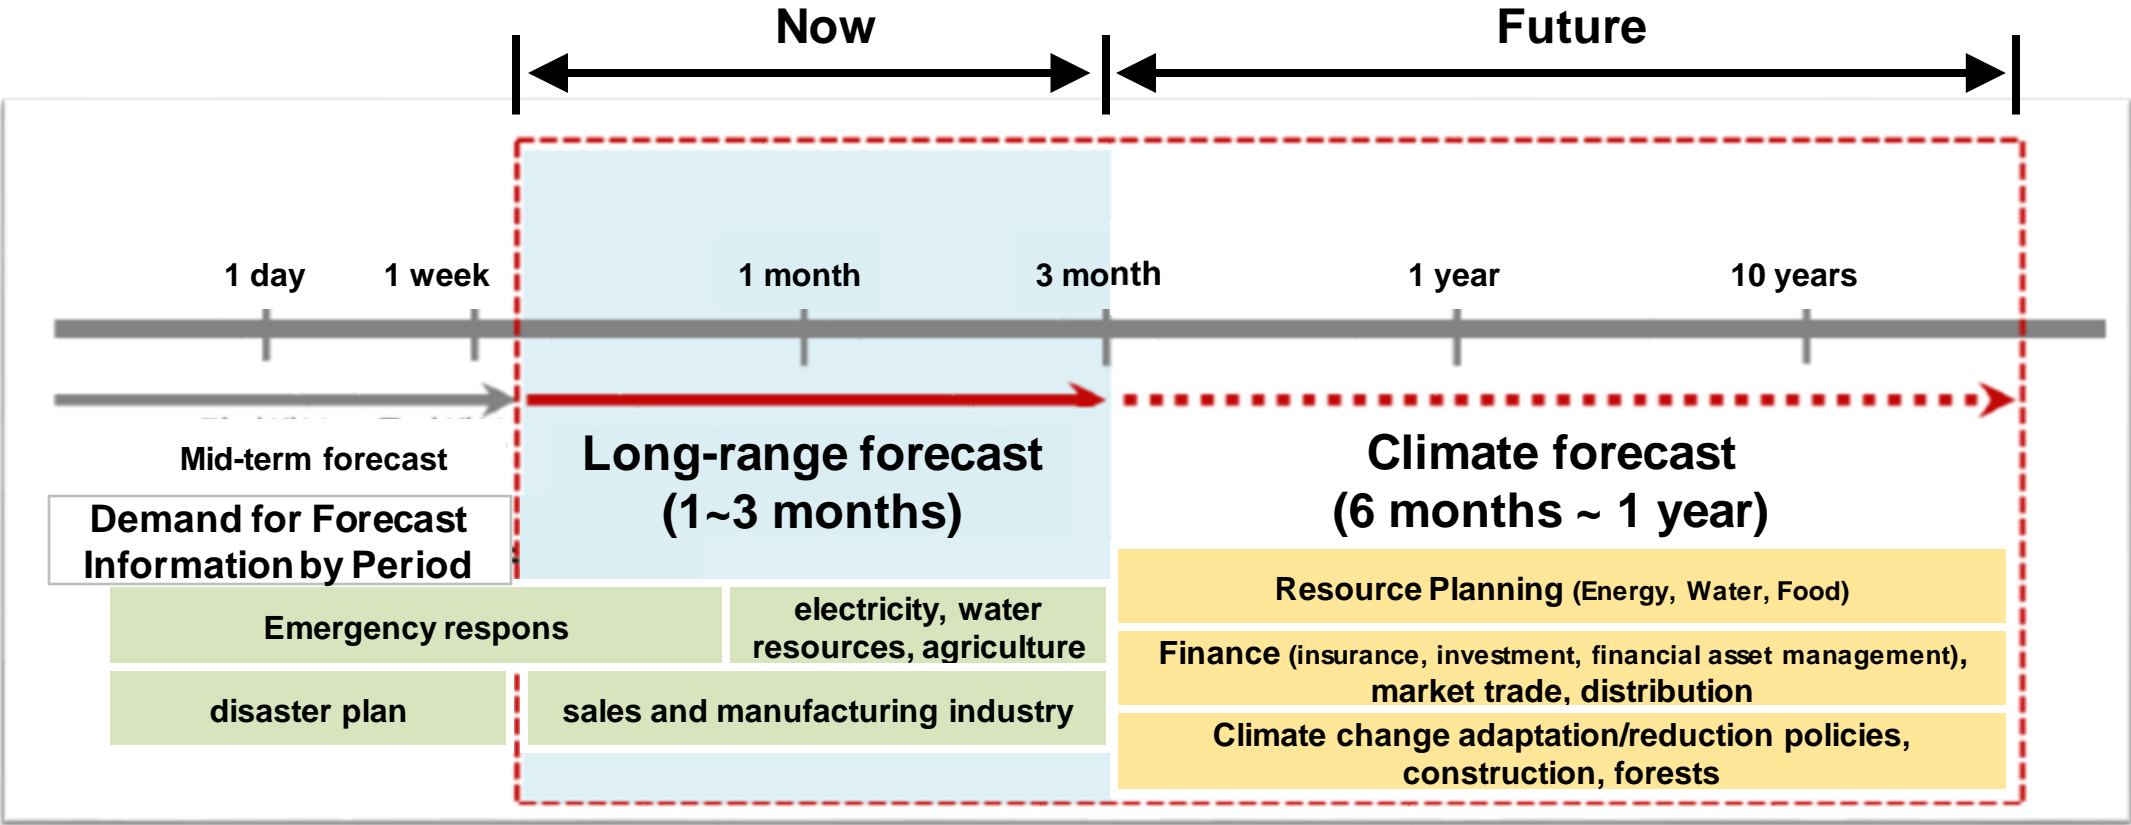 Now
Future
1 day
1 week
1 month
3 month
1 year
10 years
Mid-term forecast
Long-range forecast
(1~3 months)
Climate forecast
(6 months ~ 1 year)
Demand for Forecast
Information by Period
Emergency respons
electricity, water
resources, agriculture
disaster plan
sales and manufacturing industry
Resource Planning (Energy, Water, Food)
Finance (insurance, investment, financial asset management),
market trade, distribution
Climate change adaptation/reduction policies,
construction, forests